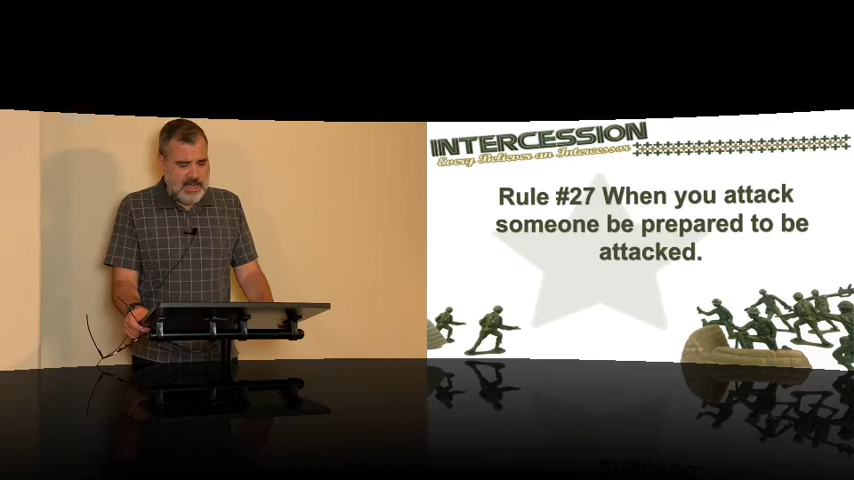 INTERCESSION
Every Believer an Intercessor
Rule #27 When you attack
someone be prepared to be
attacked.